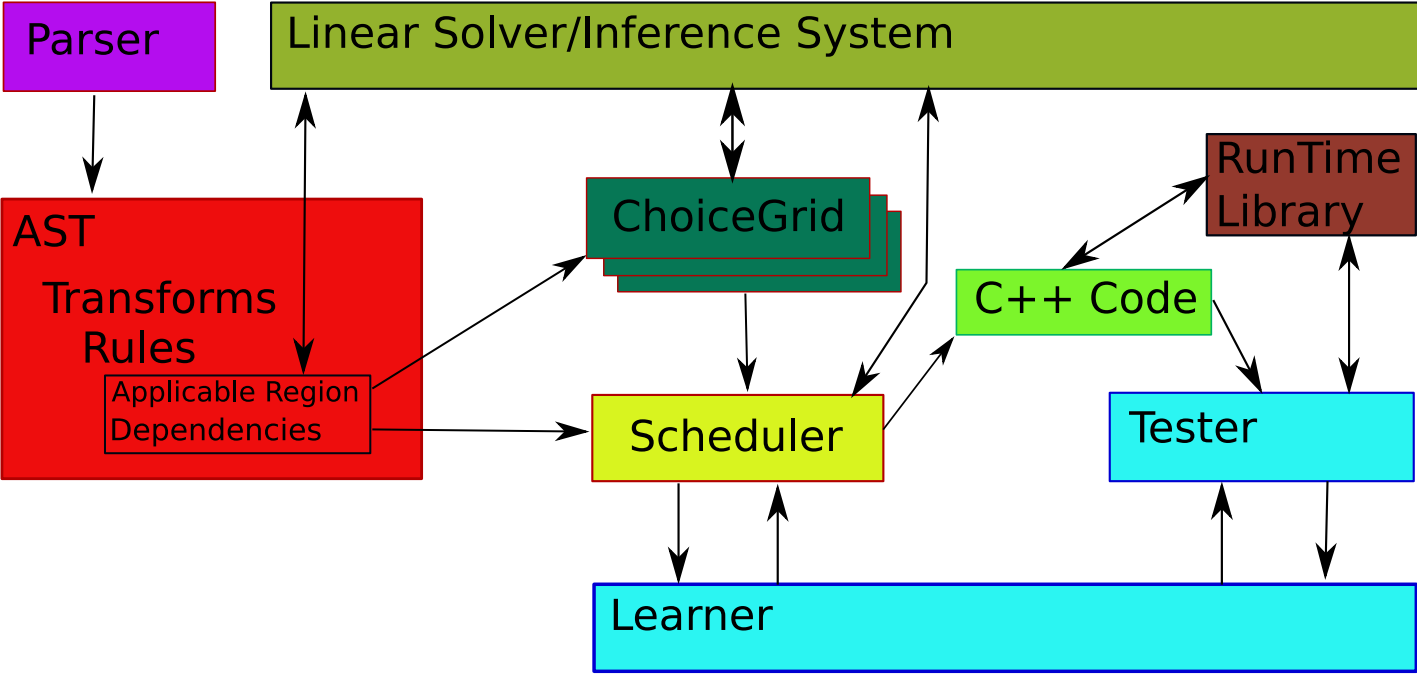 Parser
Linear Solver/Inference System
RunTime
Library
AST
ChoiceGrid
Transforms
Rules
C++ Code
Applicable Region
Dependencies
Scheduler
Tester
Learner